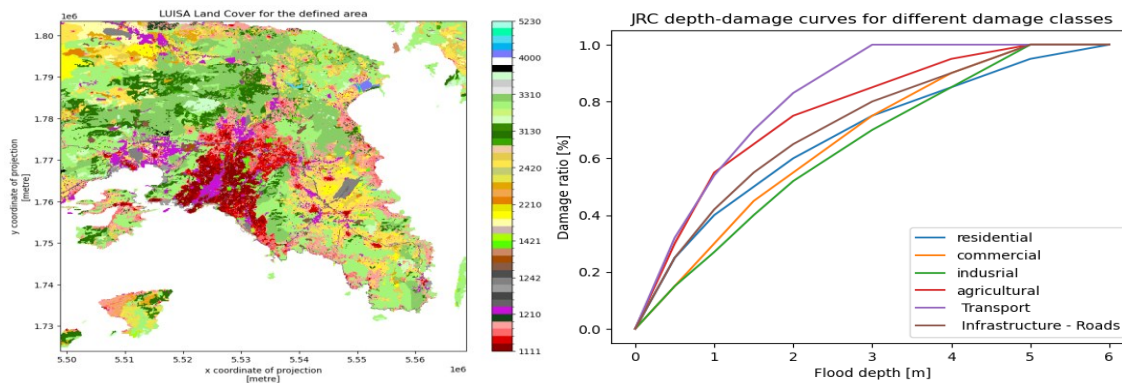 LUISA Land Cover for the defined area
1e6
1.80
1.79
1.78
1.77
1.76
1.75
1.74
1.73
y coordinate of projection
[metre]
5.50
5.51
5.52
5.53
5.54
5.55
5.56
1e6
x coordinate of projection
[metre]
5230
4000
3310
3130
2420
2210
1421
1242
1210
1111
JRC depth-damage curves for different damage classes
1.0
0.8
0.6
0.4
0.2
0.0
Damage ratio [%]
0
1
2
3
4
5
6
Flood depth [m]
residential
commercial
indusrial
agricultural
Transport
Infrastructure - Roads